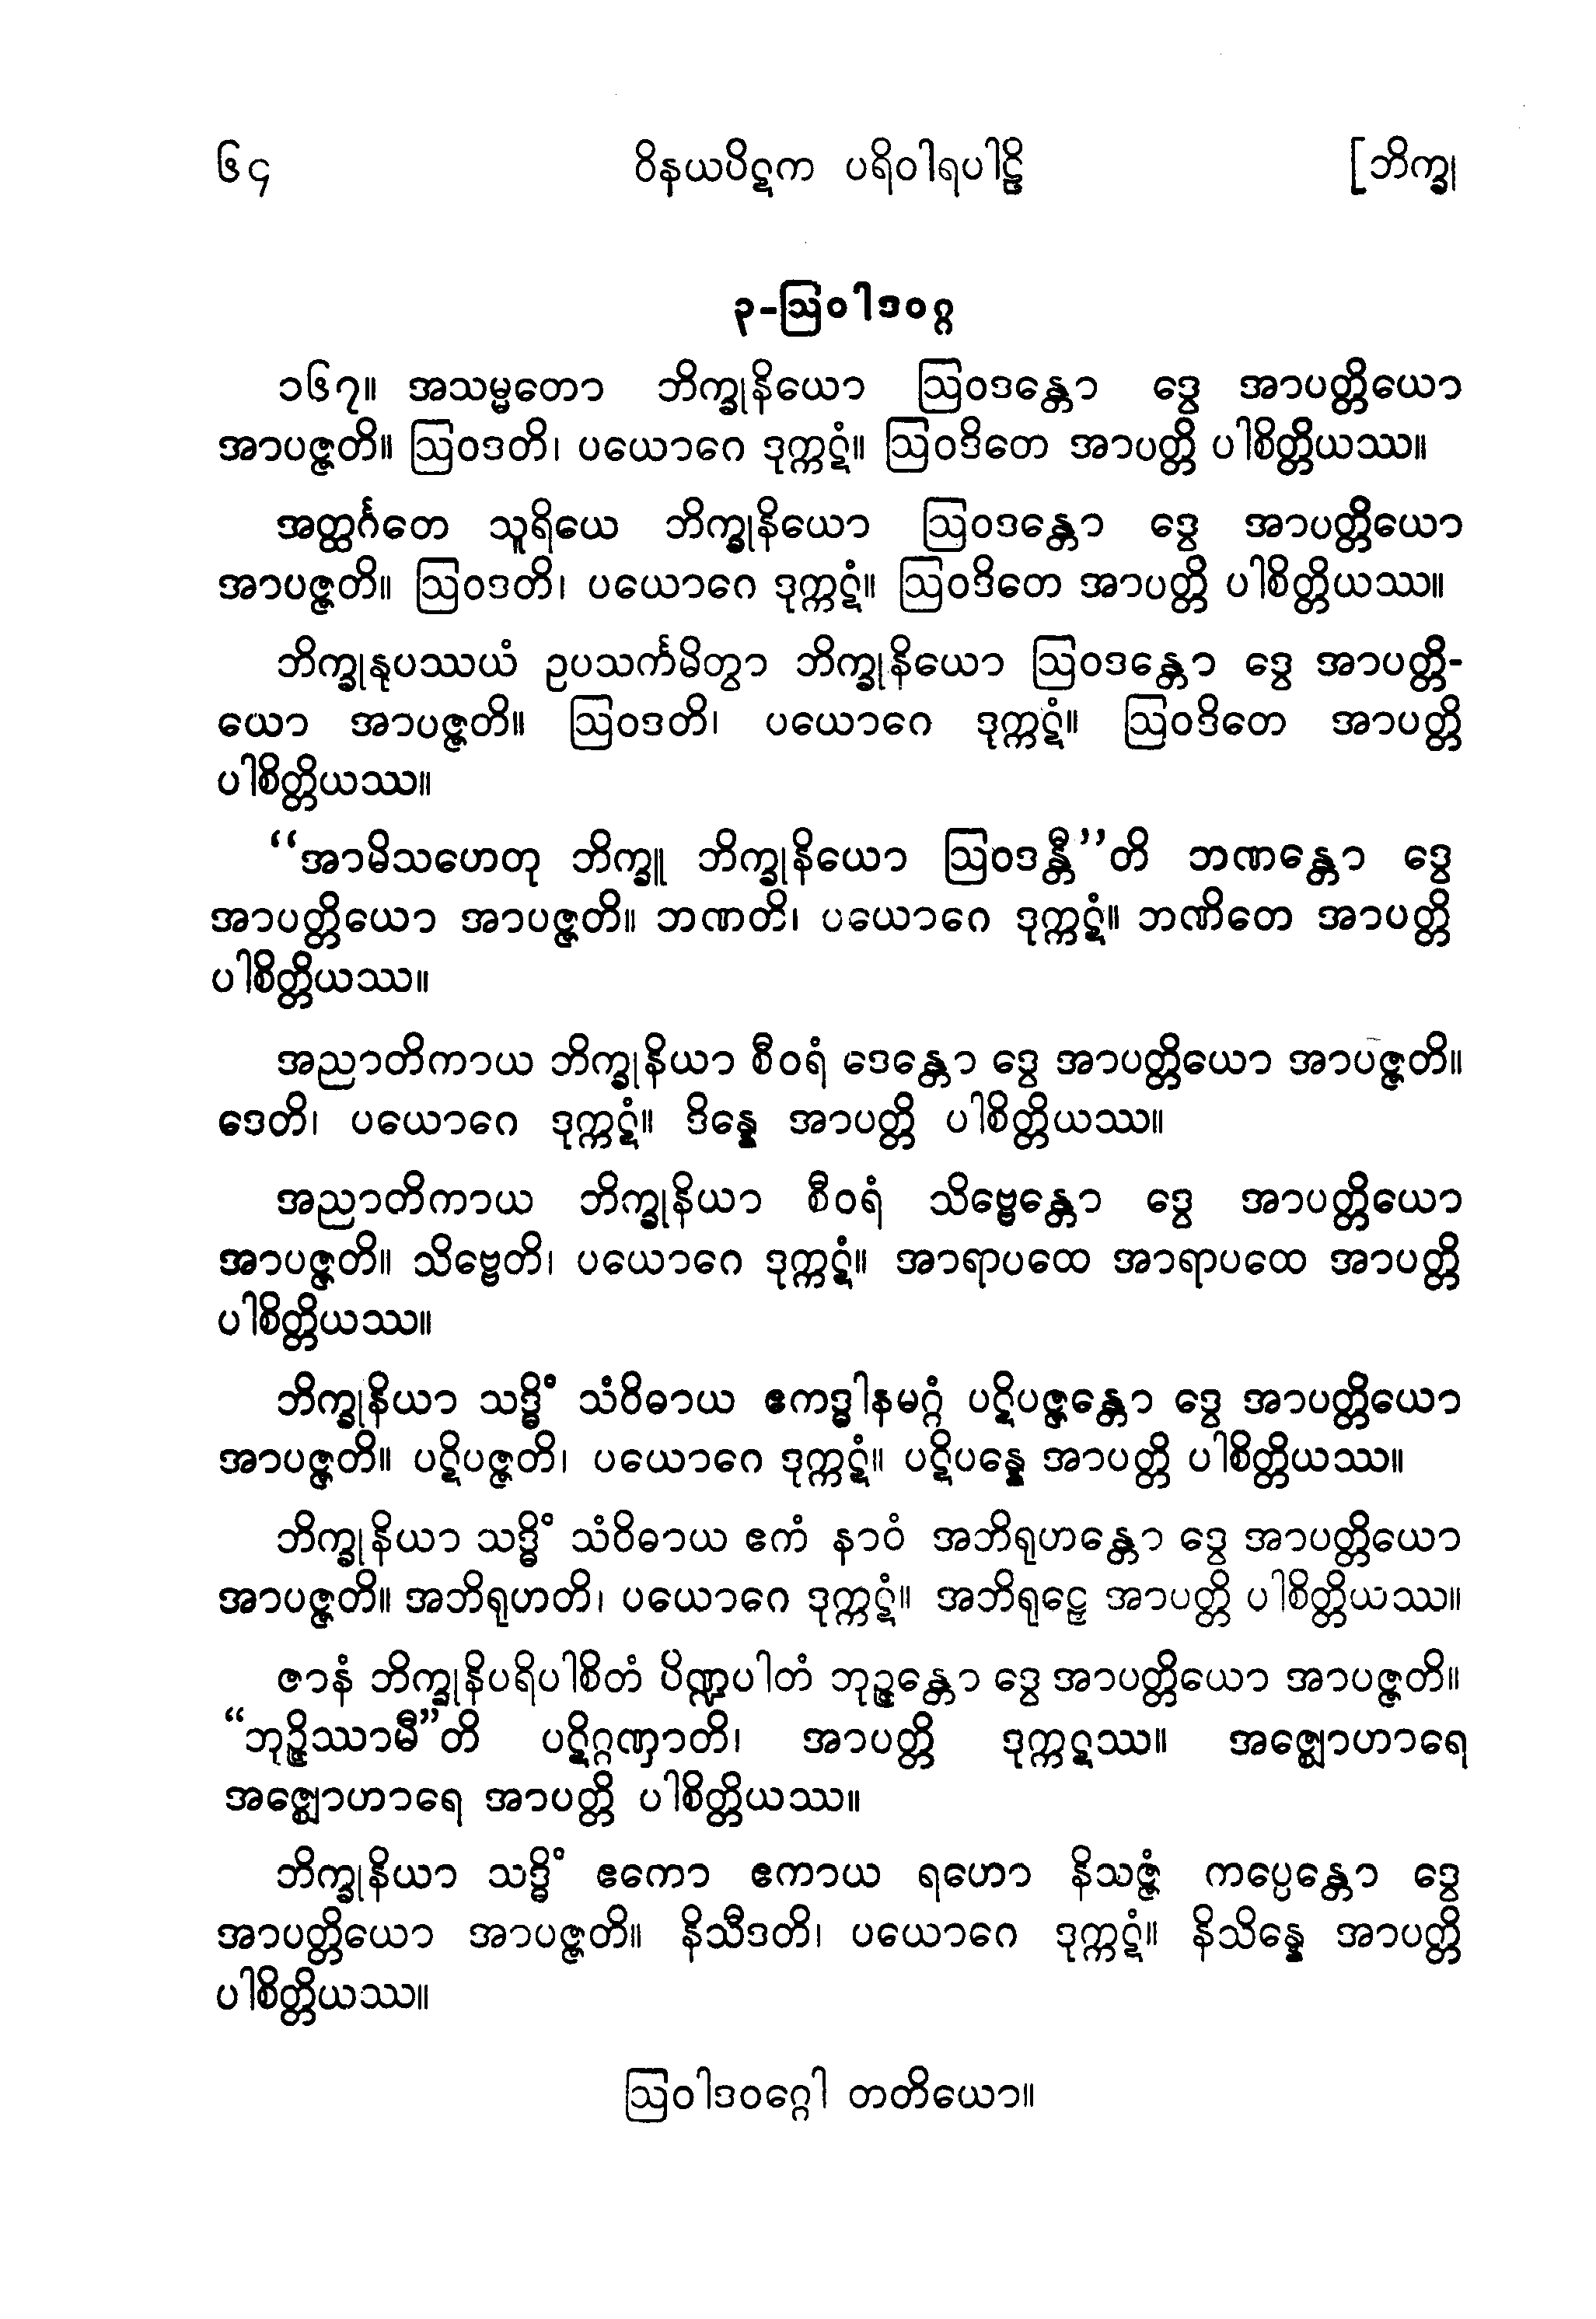 ၆၄ ဝိနယပိဋက ပရိဝါရပါဠိ [ဘိက္ခု
၃-ဩဝါဒဝဂ္ဂ
၁၆၇။ အသမ္မတော ဘိက္ခုနိယော ဩဝဒန္တော ဒွေ အာပတ္တိယော
အာပဇ္ဇတိ။ ဩဝဒတိ၊ ပယောဂေ ဒုက္ကဋံ။ ဩဝဒိတေ အာပတ္တိ ပါစိတ္တိယဿ။
အတ္ထင်္ဂတေ သူရိယေ ဘိက္ခုနိယော ဩဝဒန္တော ဒွေ အာပတ္တိယော
အာပဇ္ဇတိ။ ဩဝဒတိ၊ ပယောဂေ ဒုက္ကဋံ။ ဩဝဒိတေ အာပတ္တိ ပါစိတ္တိယဿ။
ဘိက္ခုနုပဿယံ ဥပသင်္ကမိတွာ ဘိက္ခုနိယော ဩဝဒန္တော ဒွေ အာပတ္တိ-
ယော အာပဇ္ဇတိ။ ဩဝဒတိ၊ ပယောဂေ ဒုက္ကဋံ။ ဩဝဒိတေ အာပတ္တိ
ပါစိတ္တိယဿ။
“အာမိသဟေတု ဘိက္ခူ ဘိက္ခုနိယော ဩဝဒန္တီ”တိ ဘဏန္တော ဒွေ
အာပတ္တိယော အာပဇ္ဇတိ။ ဘဏတိ၊ ပယောဂေ ဒုက္ကဋံ။ ဘဏိတေ အာပတ္တိ
ပါစိတ္တိယဿ။
အညာတိကာယ ဘိက္ခုနိယာ စီဝရံ ဒေန္တော ဒွေ အာပတ္တိယော အာပဇ္ဇတိ။
ဒေတိ၊ ပယောဂေ ဒုက္ကဋံ။ ဒိန္နေ အာပတ္တိ ပါစိတ္တိယဿ။
အညာတိကာယ ဘိက္ခုနိယာ စီဝရံ သိဗ္ဗေန္တော ဒွေ အာပတ္တိယော
အာပဇ္ဇတိ။ သိဗ္ဗေတိ၊ ပယောဂေ ဒုက္ကဋံ။ အာရာပထေ အာရာပထေ အာပတ္တိ
ပါစိတ္တိယဿ။
ဘိက္ခုနိယာ သဒ္ဓိံ သံဝိဓာယ ဧကဒ္ဓါနမဂ္ဂံ ပဋိပဇ္ဇန္တော ဒွေ အာပတ္တိယော
အာပဇ္ဇတိ။ ပဋိပဇ္ဇတိ၊ ပယောဂေ ဒုက္ကဋံ။ ပဋိပန္နေ အာပတ္တိ ပါစိတ္တိယဿ။
ဘိက္ခုနိယာ သဒ္ဓိံ သံဝိဓာယ ဧကံ နာဝံ အဘိရုဟန္တော ဒွေ အာပတ္တိယော
အာပဇ္ဇတိ။ အဘိရုဟတိ၊ ပယောဂေ ဒုက္ကဋံ။ အဘိရုဠှေ အာပတ္တိ ပါစိတ္တိယဿ။
ဇာနံ ဘိက္ခုနိပရိပါစိတံ ပိဏ္ဍပါတံ ဘုဉ္ဇန္တော ဒွေ အာပတ္တိယော အာပဇ္ဇတိ။
“ဘုဉ္ဇိဿာမီ”တိ ပဋိဂ္ဂဏှာတိ၊ အာပတ္တိ ဒုက္ကဋဿ။ အဇ္ဈောဟာရေ
အဇ္ဈောဟာရေ အာပတ္တိ ပါစိတ္တိယဿ။
ဘိက္ခုနိယာ သဒ္ဓိံ ဧကော ဧကာယ ရဟော နိသဇ္ဇံ ကပ္ပေန္တော ဒွေ
အာပတ္တိယော အာပဇ္ဇတိ။ နိသီဒတိ၊ ပယောဂေ ဒုက္ကဋံ။ နိသိန္နေ အာပတ္တိ
ပါစိတ္တိယဿ။
ဩဝါဒဝဂ္ဂေါ တတိယော။